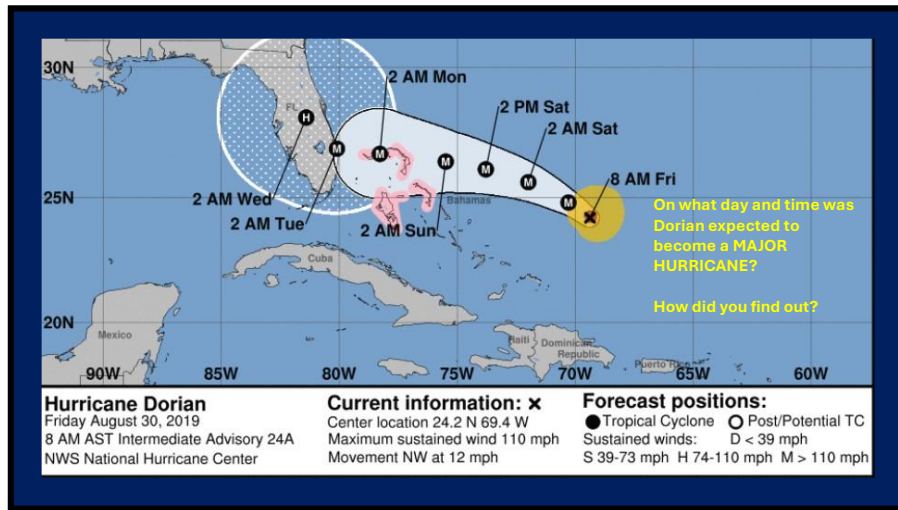 30N
2 AM Mon
FL
H
2 PM Sat
M
M
M
2 AM Sat
M
M
M
8 AM Fri
25N
2 AM Wed
2 AM Tue
2 AM Sun
Bahamas
On what day and time was
Dorian expected to
become a MAJOR
HURRICANE?
How did you find out?
Cuba
20N
Mexico
Haiti
Dominican
Republic
Puerto Rico
90W
85W
80W
75W
70W
65W
60W
Hurricane Dorian
Friday August 30, 2019
8 AM AST Intermediate Advisory 24A
NWS National Hurricane Center
Current information: ×
Center location 24.2 N 69.4 W
Maximum sustained wind 110 mph
Movement NW at 12 mph
Forecast positions:
Tropical Cyclone Post/Potential TC
Sustained winds: D < 39 mph
S 39-73 mph H 74-110 mph M > 110 mph